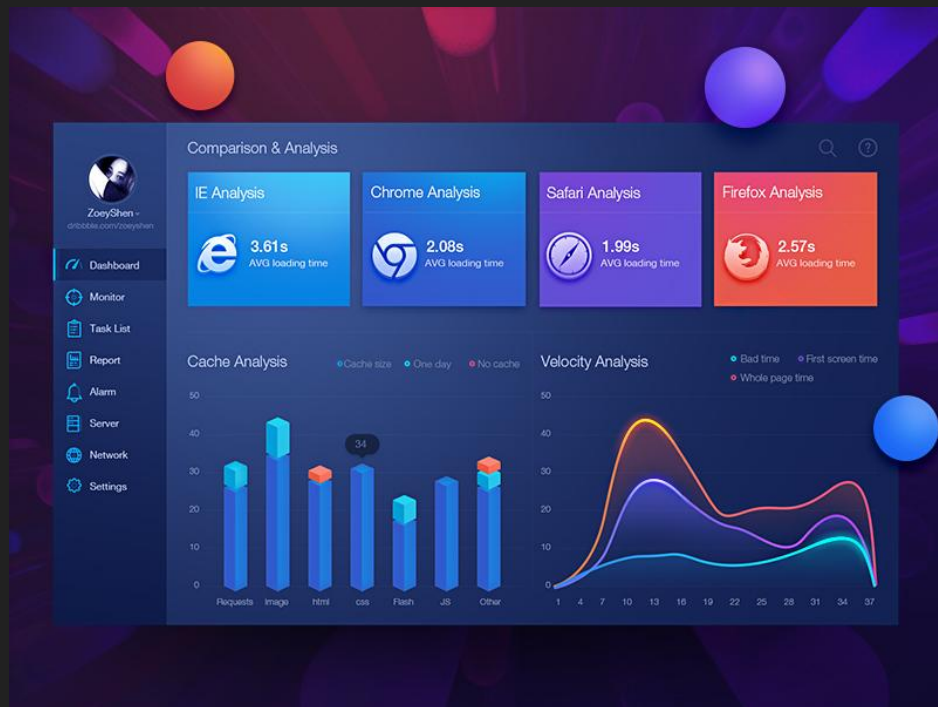 Comparison & Analysis
ZoeyShen
dribbble.com/zoeyshen
Dashboard
Monitor
Task List
Report
Alarm
Server
Network
Settings
IE Analysis
3.61s
AVG loading time
Chrome Analysis
2.08s
AVG loading time
Safari Analysis
1.99s
AVG loading time
Firefox Analysis
2.57s
AVG loading time
Cache Analysis
Cache size One day No cache
50
40
30
20
10
0
34
Requests Image html css Flash JS Other
Velocity Analysis
Bad time First screen time
Whole page time
50
40
30
20
10
0
1 4 7 10 13 16 19 22 25 28 31 34 37